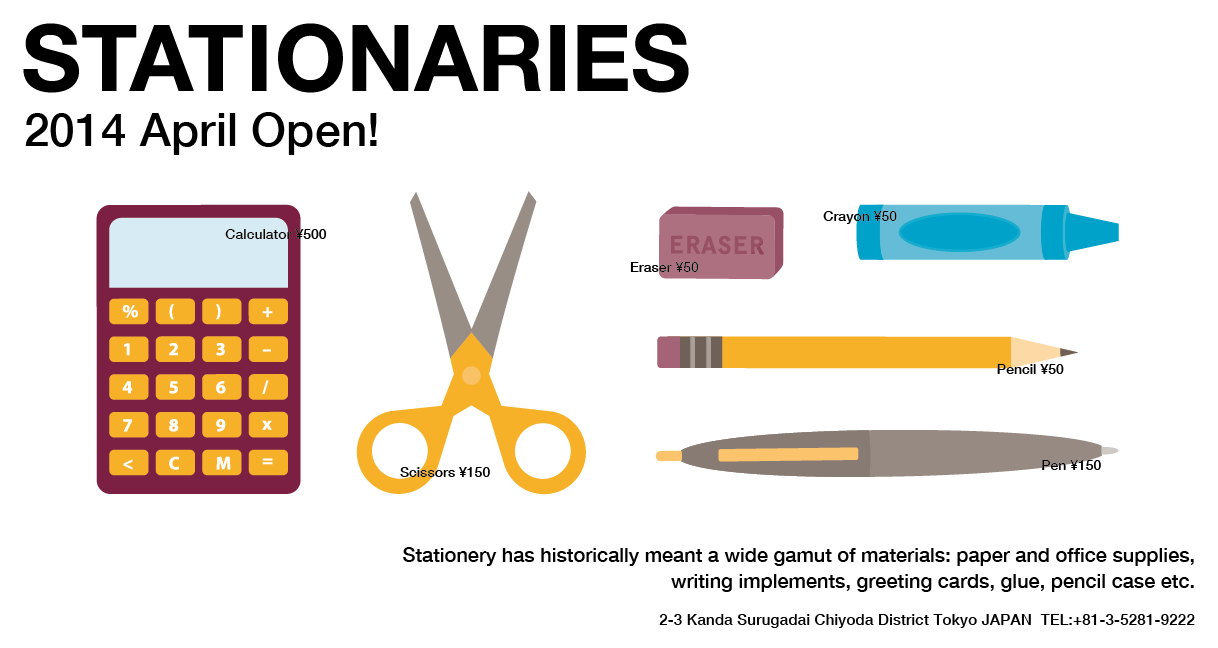 STATIONARIES
2014 April Open!
Calculator ¥500
% ( ) +
1 2 3 –
4 5 6 /
7 8 9 x
< C M =
Scissors ¥150
ERASER
Eraser ¥50
Crayon ¥50
Pencil ¥50
Pen ¥150
Stationery has historically meant a wide gamut of materials: paper and office supplies,
writing implements, greeting cards, glue, pencil case etc.
2-3 Kanda Surugadai Chiyoda District Tokyo JAPAN TEL:+81-3-5281-9222